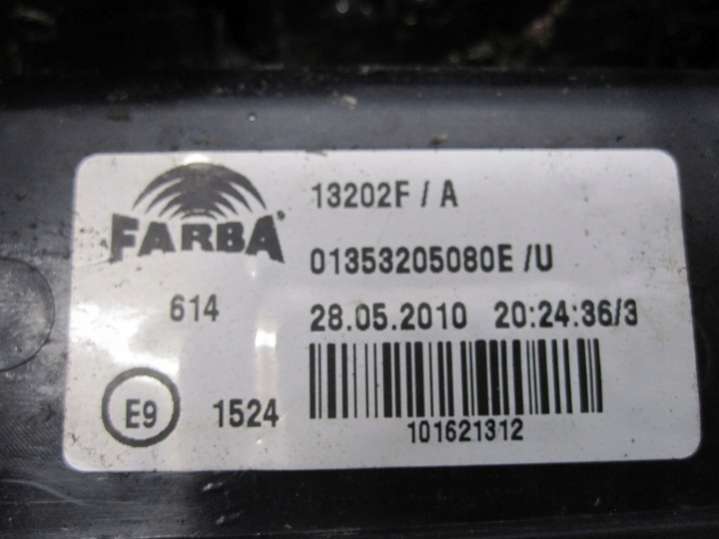 FARBA
13202F / A
01353205080E /U
614
28.05.2010 20:24:36/3
E9 1524
101621312